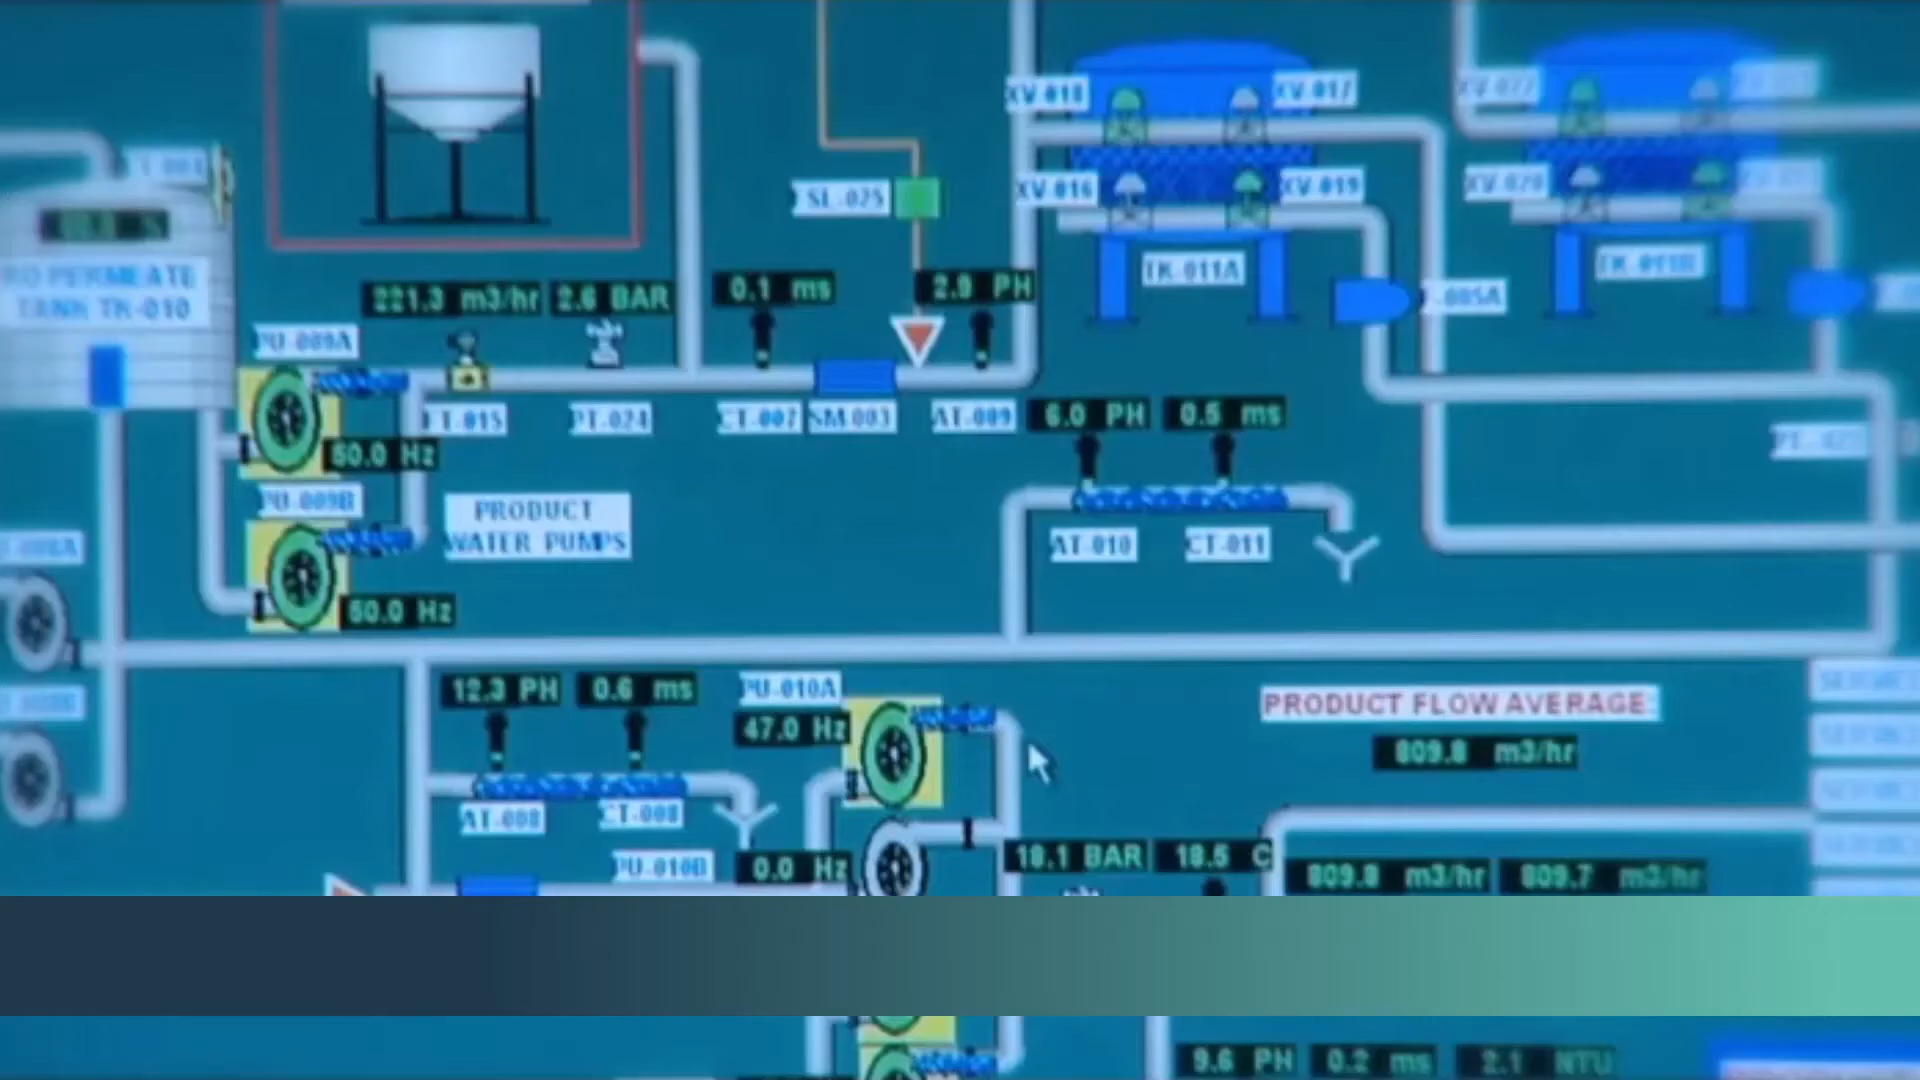 XV-018
XV-017
XV-016
XV-019
SL-025
TK-011A
RO PERMEATE
TANK TK-010
221.3 m3/hr
2.6 BAR
0.1 ms
2.9 PH
PU-009A
FT-015
PT-024
CT-007
SM-003
AT-009
6.0 PH
0.5 ms
50.0 Hz
PU-009B
PRODUCT
WATER PUMPS
AT-010
CT-011
50.0 Hz
12.3 PH
0.6 ms
PU-010A
47.0 Hz
PRODUCT FLOW AVERAGE
809.8 m3/hr
AT-008
CT-008
PU-010B
0.0 Hz
18.1 BAR
18.5 C
809.8 m3/hr
809.7 m3/hr
9.6 PH
0.2 ms
2.1 NTU